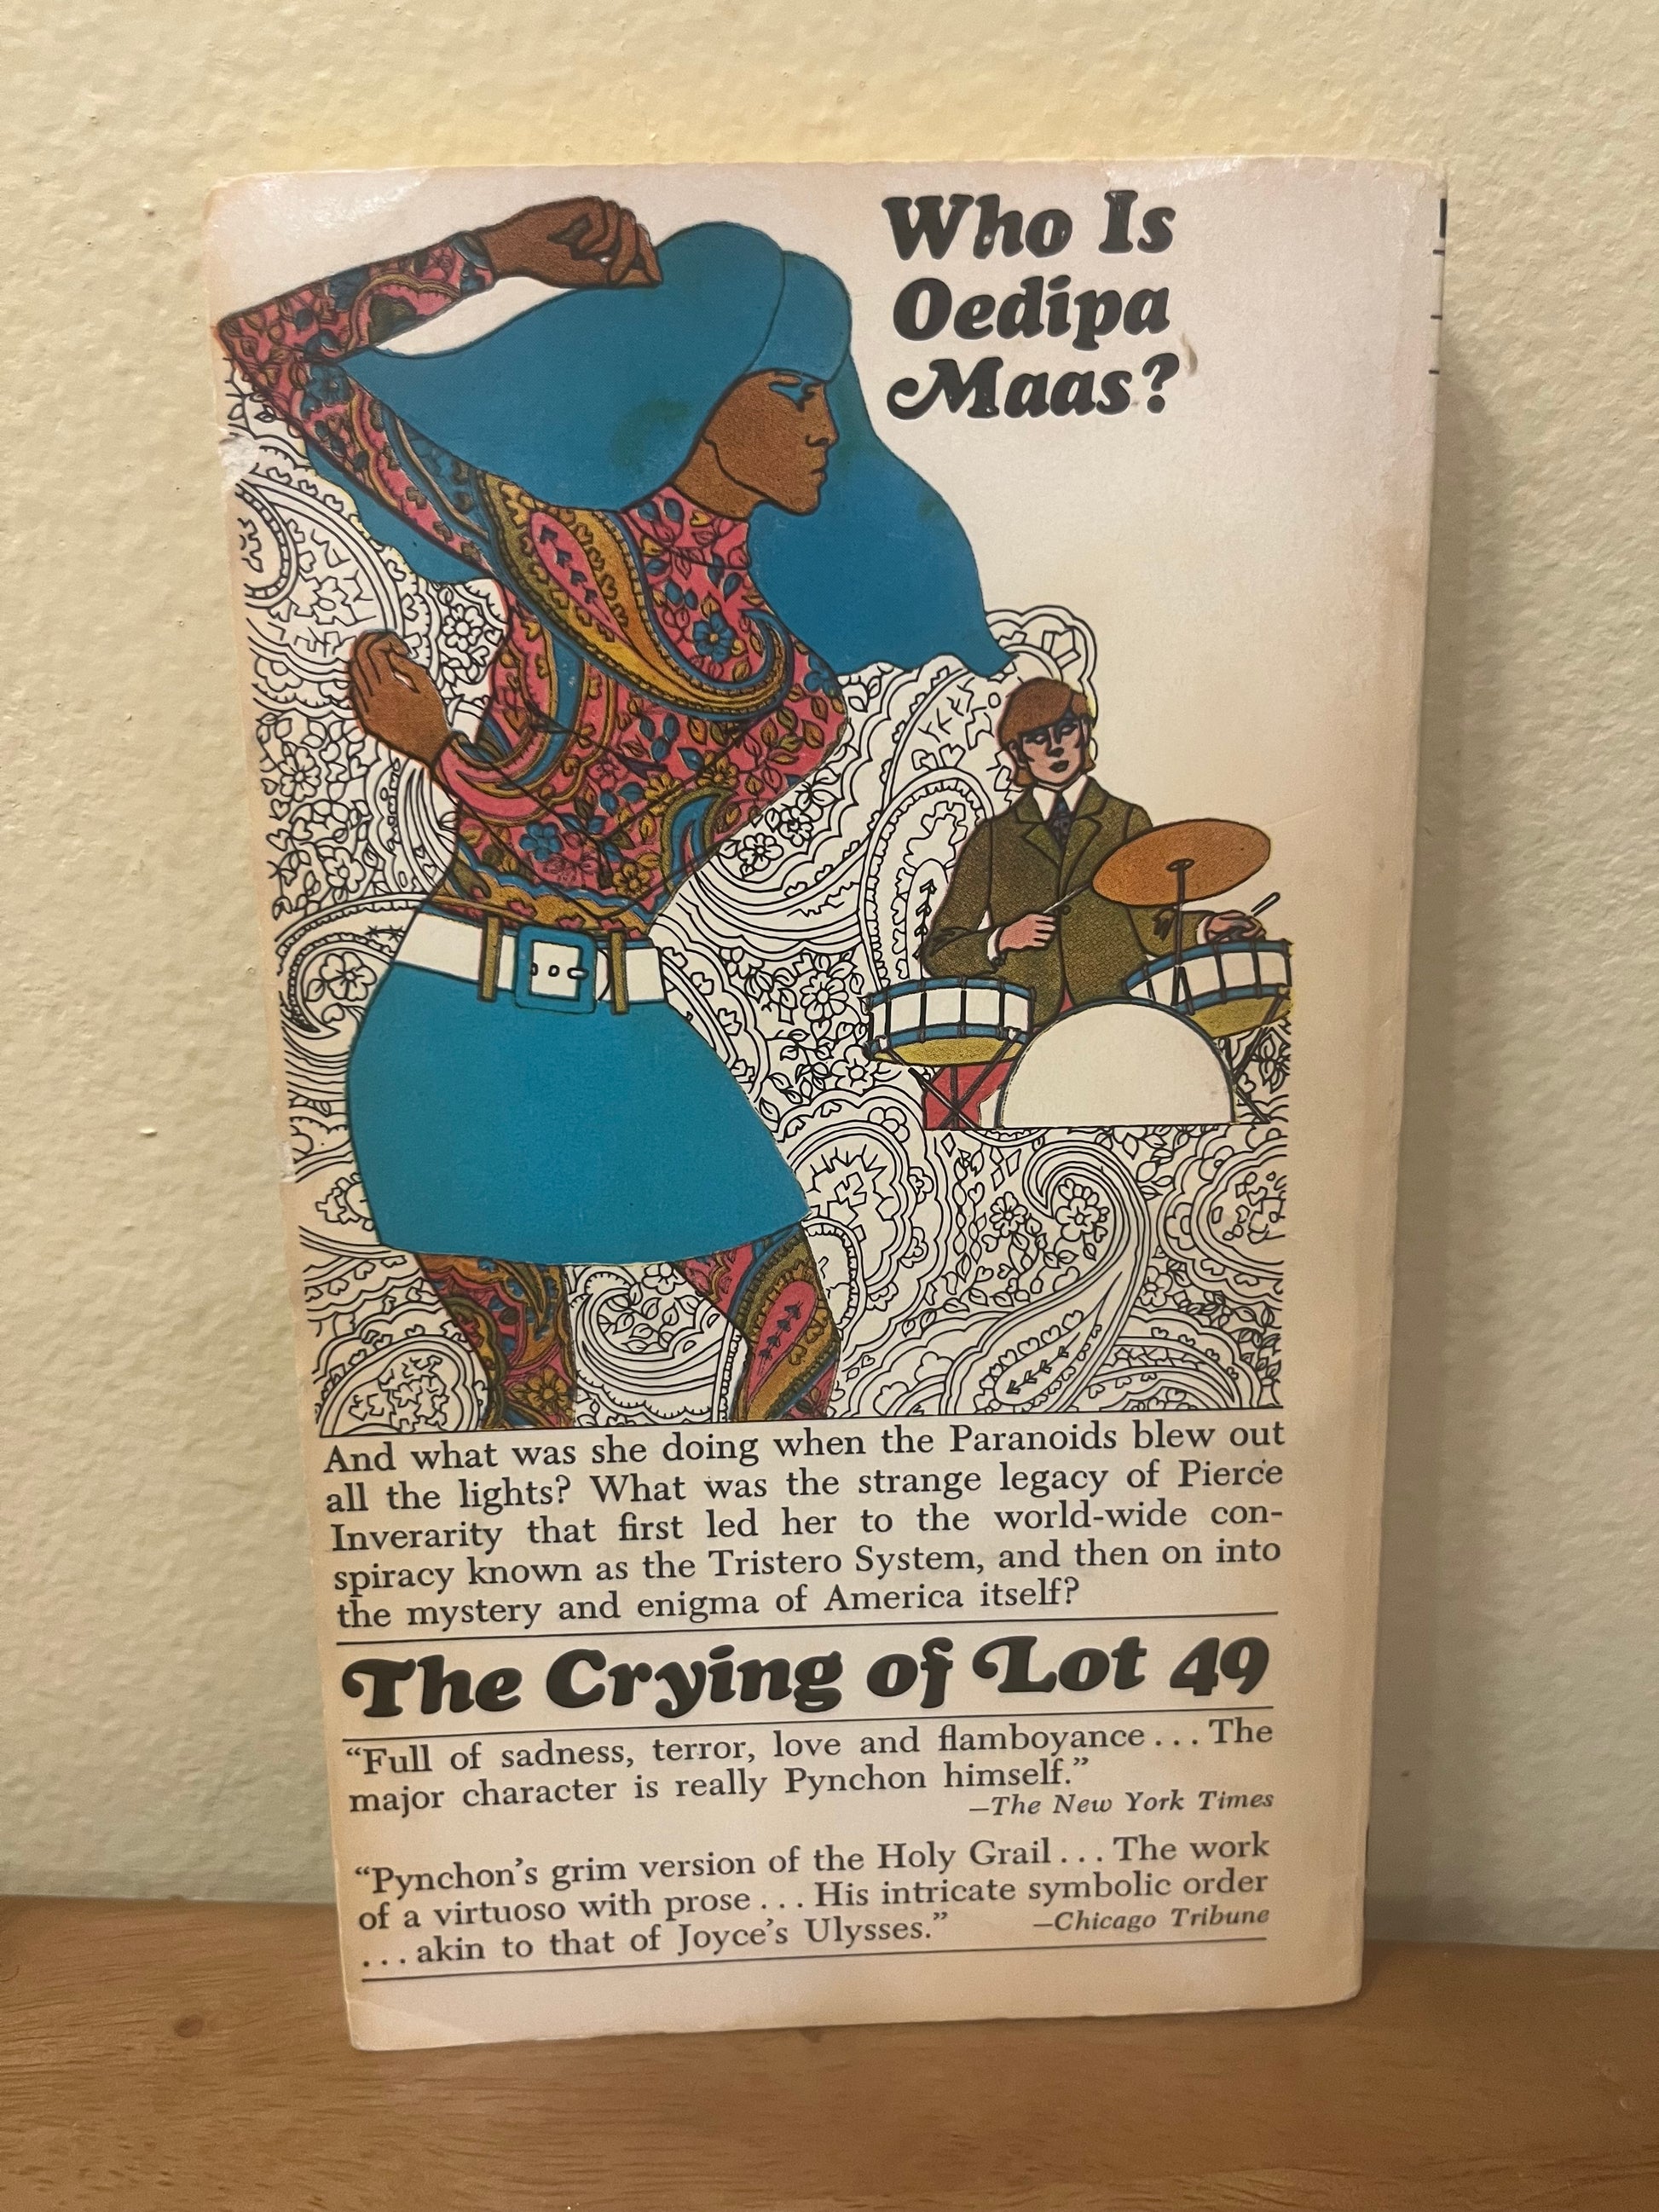 Who Is
Oedipa
Maas?
And what was she doing when the Paranoids blew out
all the lights? What was the strange legacy of Pierce
Inverarity that first led her to the world-wide con-
spiracy known as the Tristero System, and then on into
the mystery and enigma of America itself?
The Crying of Lot 49
“Full of sadness, terror, love and flamboyance . . . The
major character is really Pynchon himself.”
—The New York Times
“Pynchon’s grim version of the Holy Grail . . . The work
of a virtuoso with prose . . . His intricate symbolic order
. . . akin to that of Joyce’s Ulysses.” —Chicago Tribune